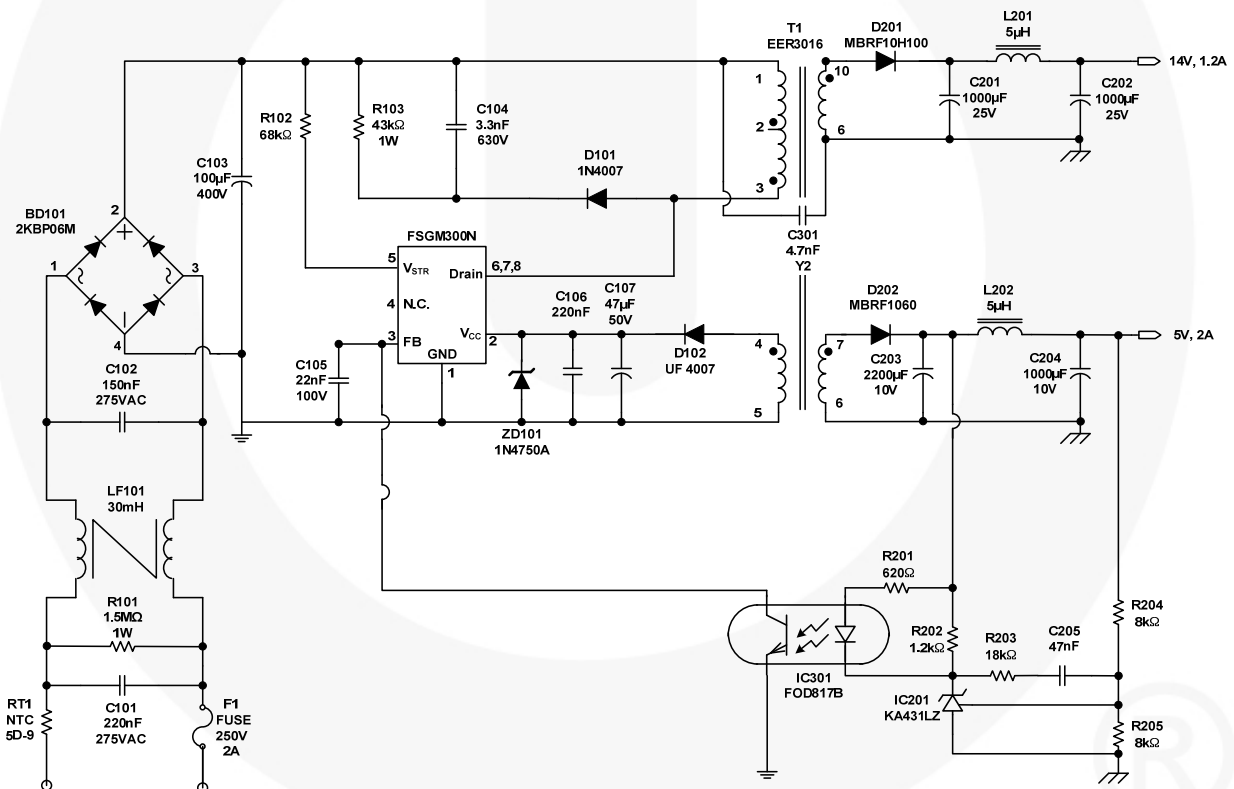 T1
EER3016
D201
MBRF10H100
L201
5µH
14V, 1.2A
1
10
2
3
6
C201
1000µF
25V
C202
1000µF
25V
R102
68kΩ
R103
43kΩ
1W
C104
3.3nF
630V
D101
1N4007
C103
100µF
400V
C301
4.7nF
Y2
BD101
2KBP06M
2
+
1
~
~
3
–
4
FSGM300N
5
VSTR
Drain
6,7,8
4
N.C.
3
FB
VCC
2
GND
1
C106
220nF
C107
47µF
50V
D102
UF 4007
4
5
7
6
D202
MBRF1060
L202
5µH
5V, 2A
C203
2200µF
10V
C204
1000µF
10V
C105
22nF
100V
ZD101
1N4750A
C102
150nF
275VAC
LF101
30mH
R101
1.5MΩ
1W
RT1
NTC
5D-9
C101
220nF
275VAC
F1
FUSE
250V
2A
R201
620Ω
R202
1.2kΩ
R203
18kΩ
C205
47nF
R204
8kΩ
IC301
FOD817B
IC201
KA431LZ
R205
8kΩ
®